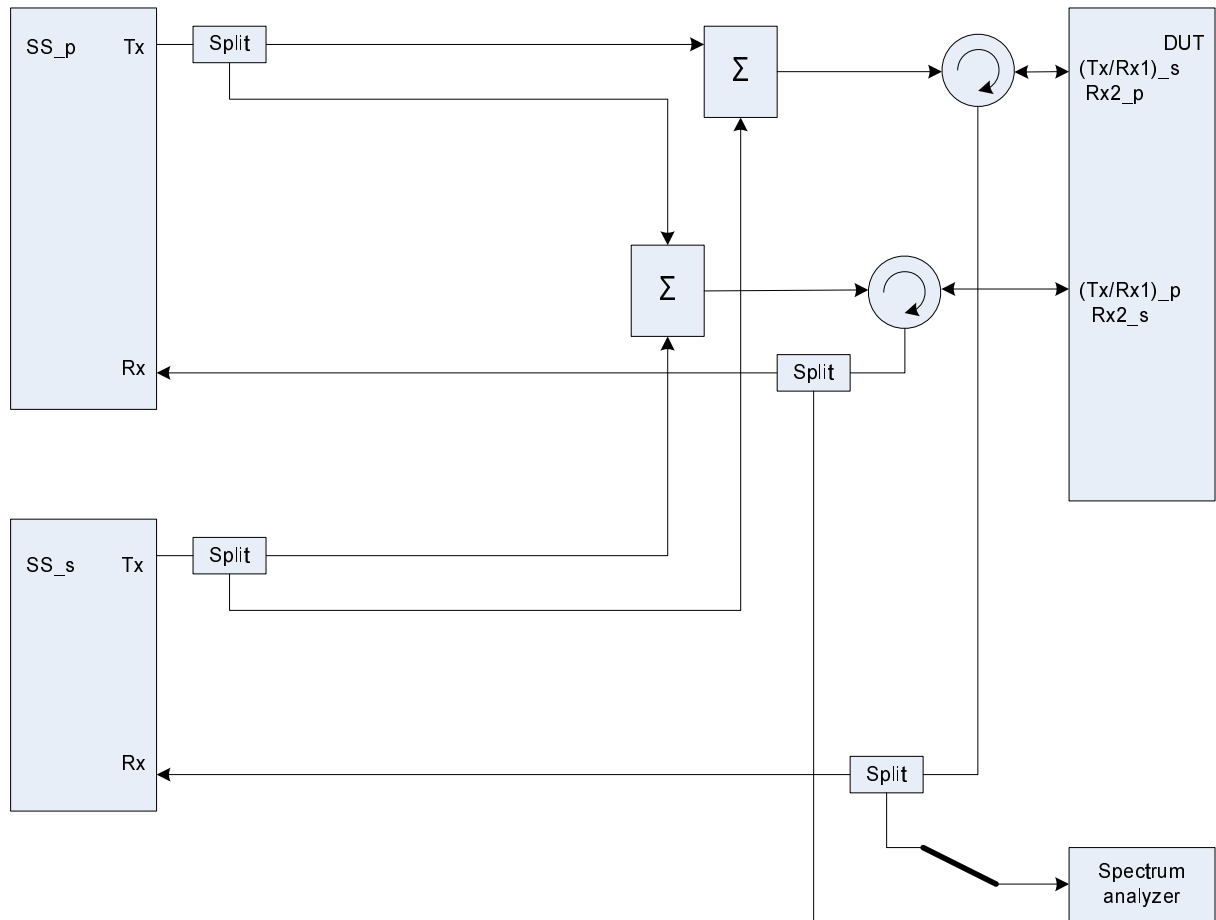 SS_p
Tx
Split
Σ
DUT
(Tx/Rx1)_s
Rx2_p
Σ
(Tx/Rx1)_p
Rx2_s
Rx
Split
SS_s
Tx
Split
Rx
Split
Spectrum
analyzer